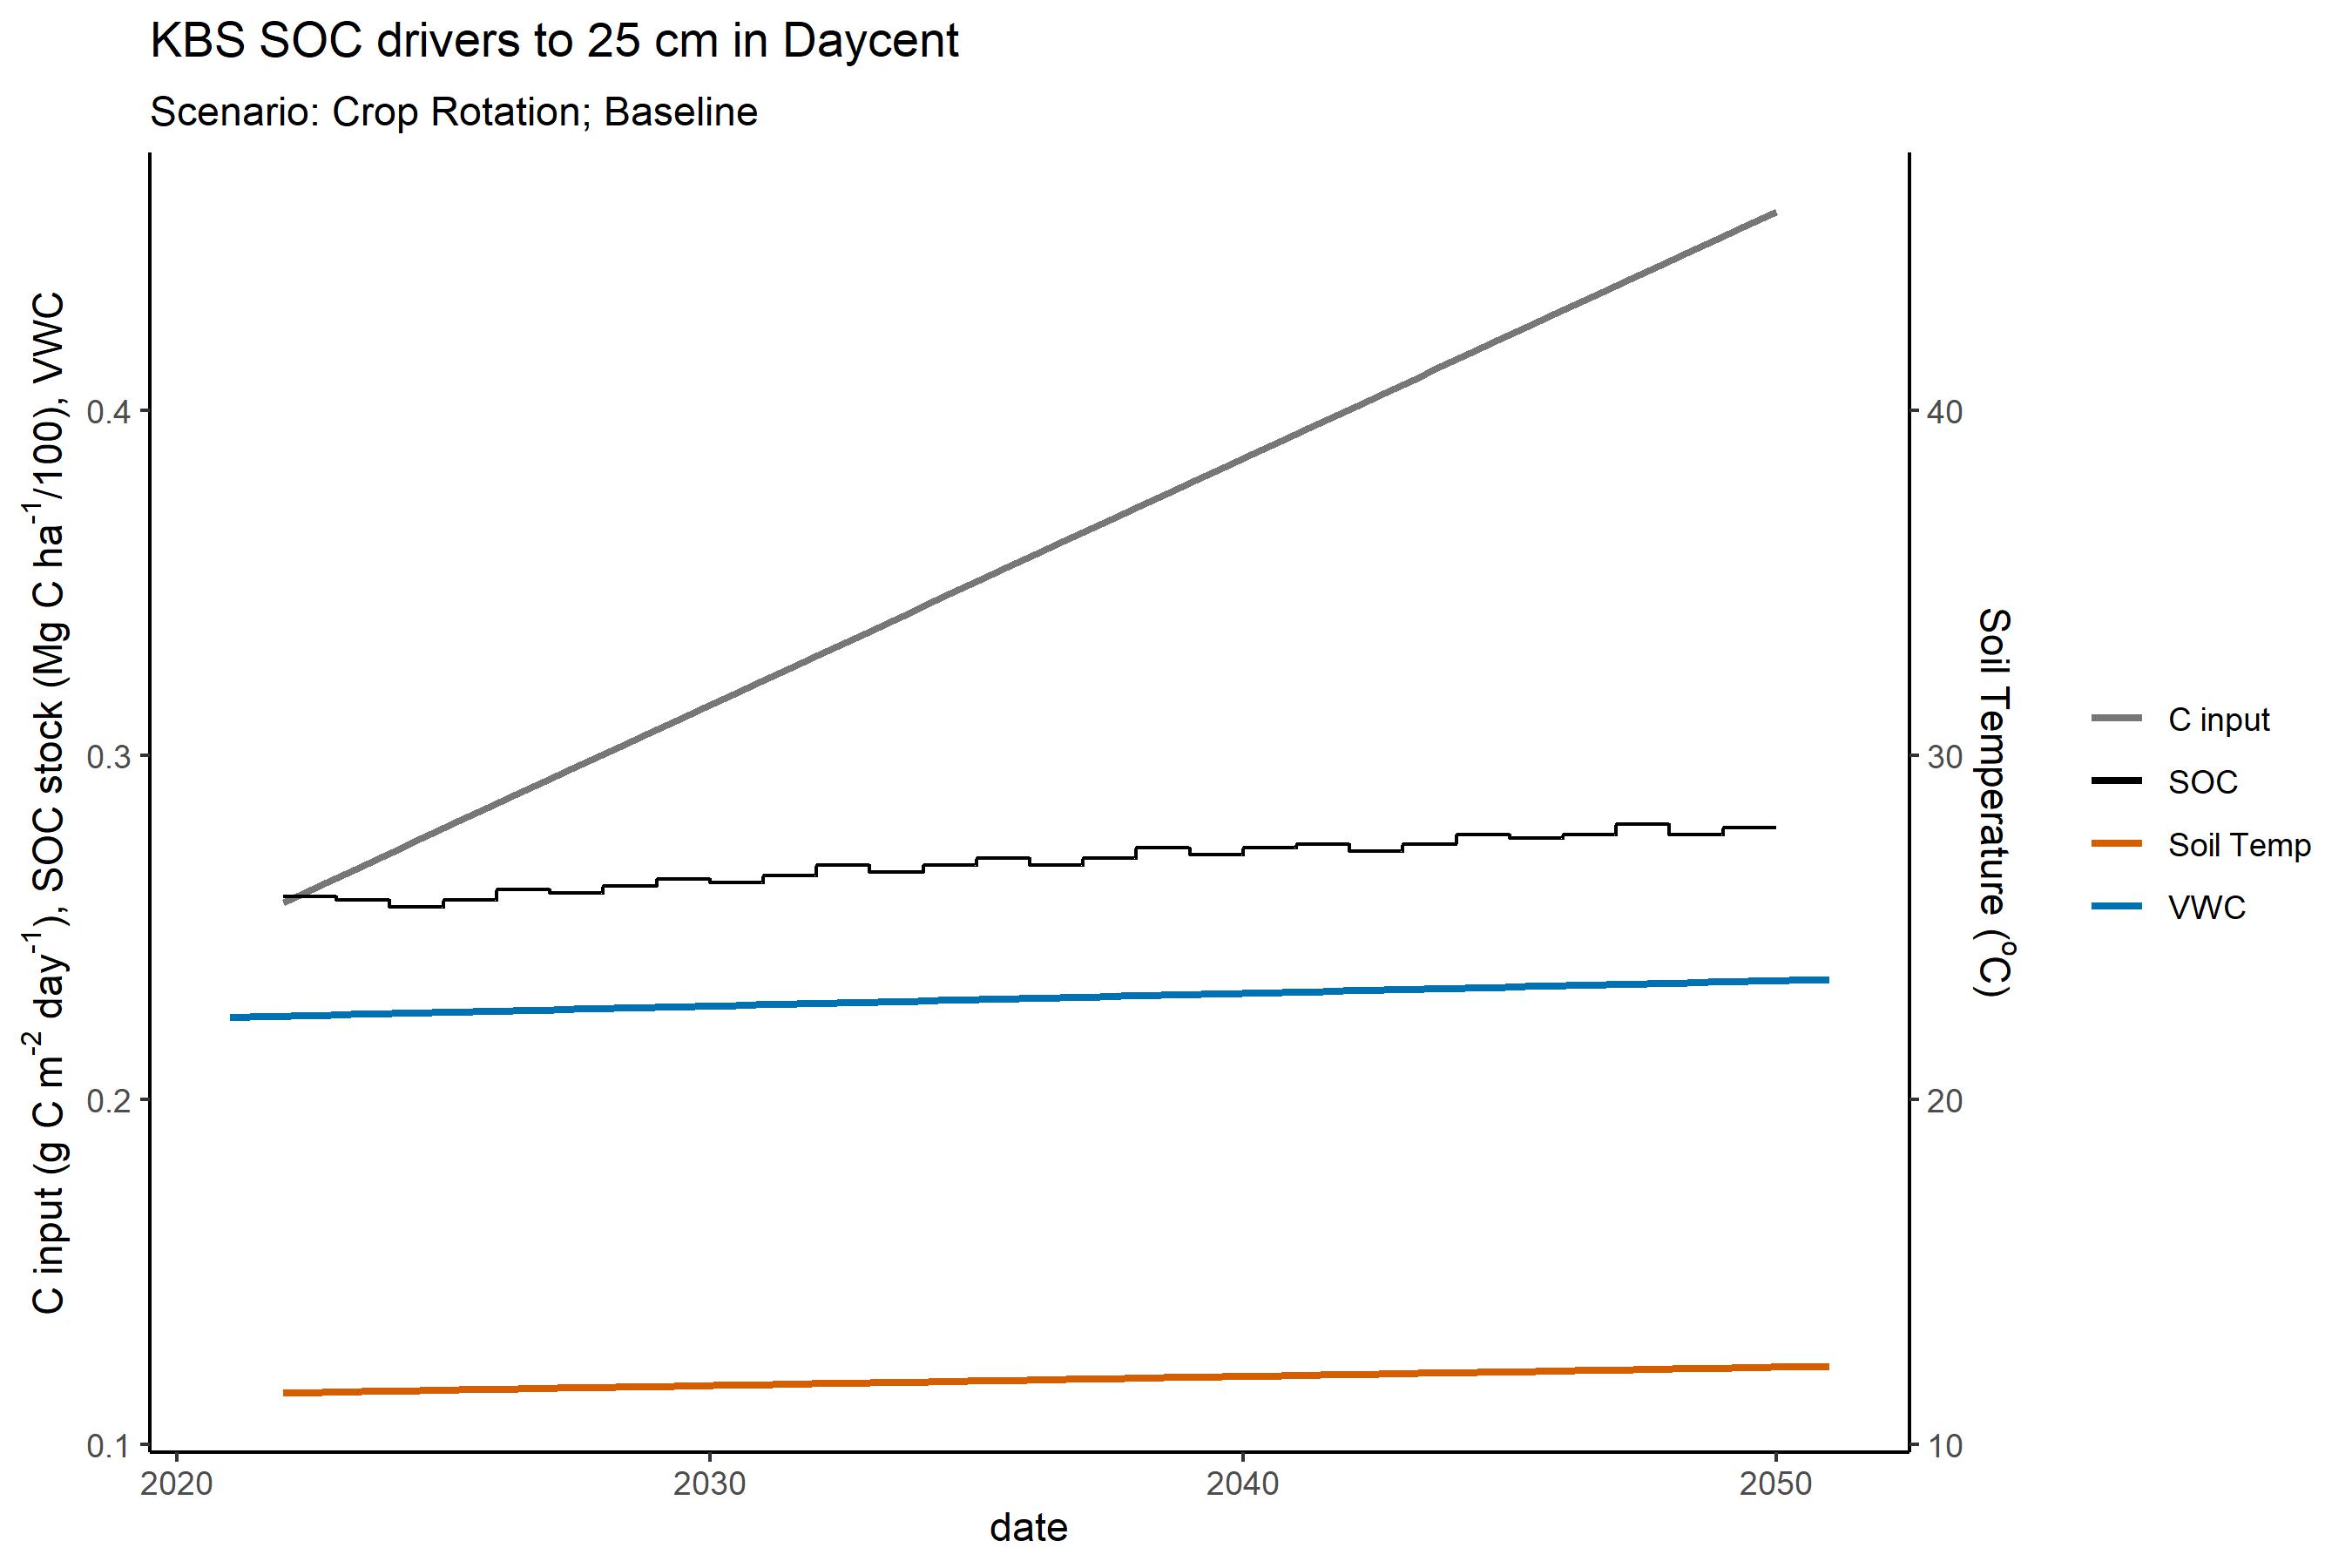 KBS SOC drivers to 25 cm in Daycent
Scenario: Crop Rotation; Baseline
C input (g C m⁻² day⁻¹), SOC stock (Mg C ha⁻¹/100), VWC
0.4
0.3
0.2
0.1
40
30
20
10
Soil Temperature (ºC)
2020 2030 2040 2050
date
C input
SOC
Soil Temp
VWC